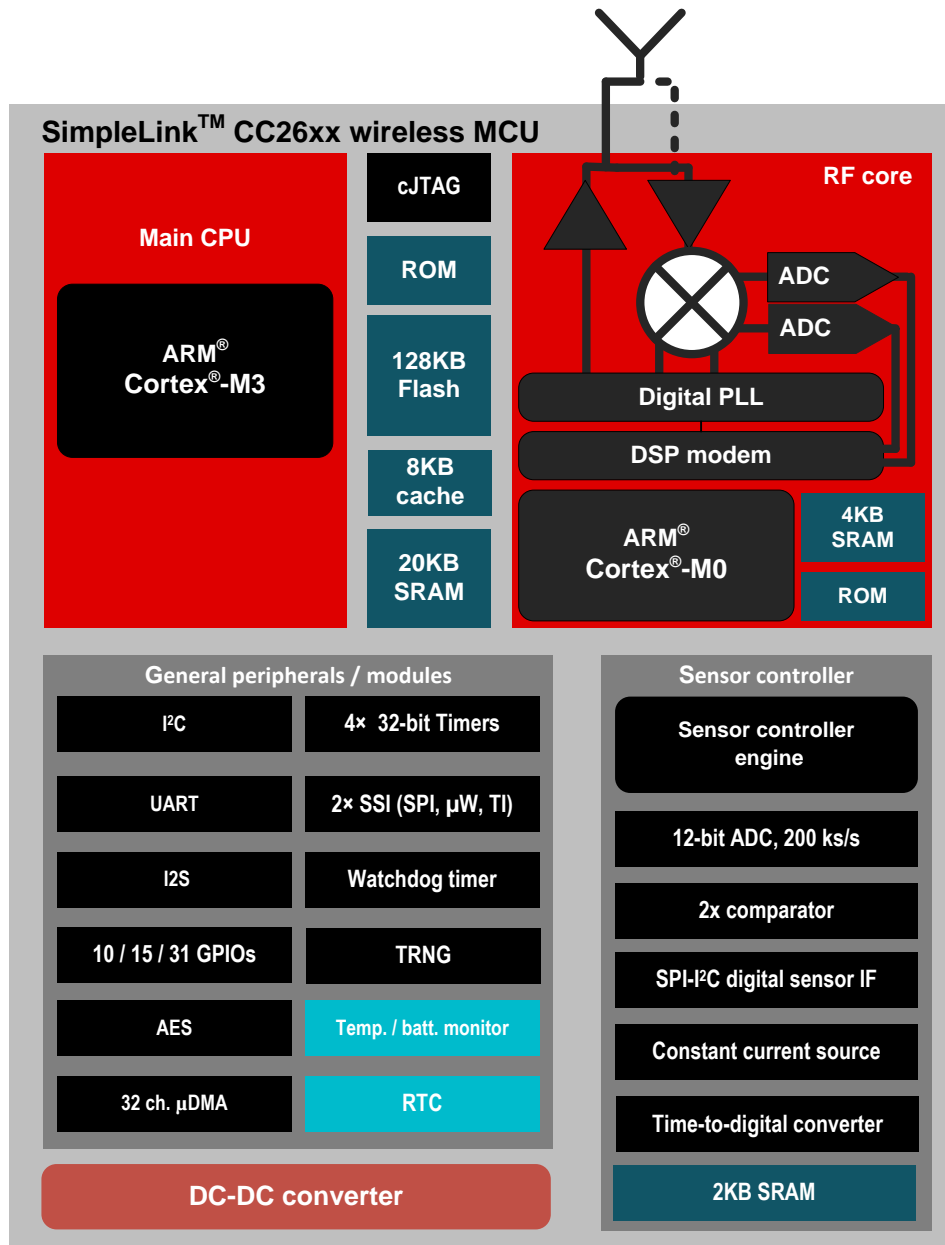 SimpleLink™ CC26xx wireless MCU
Main CPU
ARM®
Cortex®-M3
cJTAG
ROM
128KB
Flash
8KB
cache
20KB
SRAM
RF core
ADC
ADC
Digital PLL
DSP modem
ARM®
Cortex®-M0
4KB
SRAM
ROM
General peripherals / modules
I²C
4× 32-bit Timers
UART
2× SSI (SPI, µW, TI)
I2S
Watchdog timer
10 / 15 / 31 GPIOs
TRNG
AES
Temp. / batt. monitor
32 ch. µDMA
RTC
Sensor controller
Sensor controller
engine
12-bit ADC, 200 ks/s
2x comparator
SPI-I²C digital sensor IF
Constant current source
Time-to-digital converter
2KB SRAM
DC-DC converter